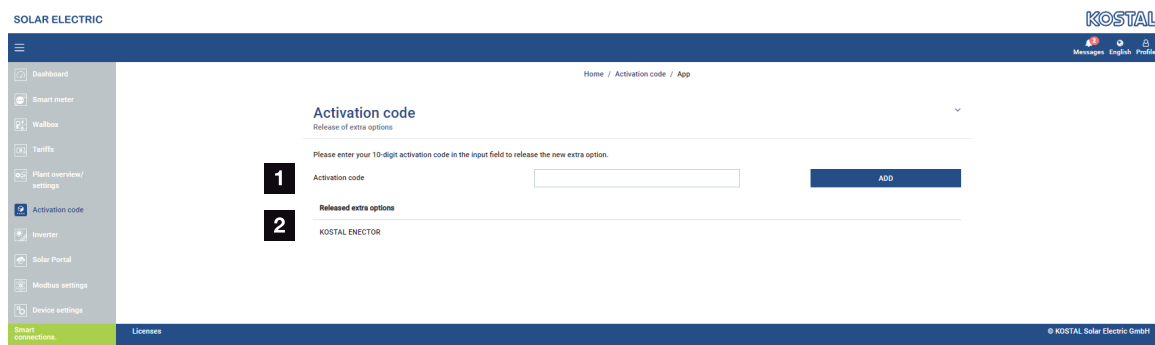 SOLAR ELECTRIC
KOSTAL
2
Messages English Profile
Dashboard
Home / Activation code / App
Smart meter
Activation code
Release of extra options
Wallbox
Tariffs
Please enter your 10-digit activation code in the input field to release the new extra option.
Plant overview/
settings
1
Activation code
ADD
Activation code
Released extra options
2
KOSTAL ENECTOR
Inverter
Solar Portal
Modbus settings
Device settings
Smart
connections.
Licenses
© KOSTAL Solar Electric GmbH